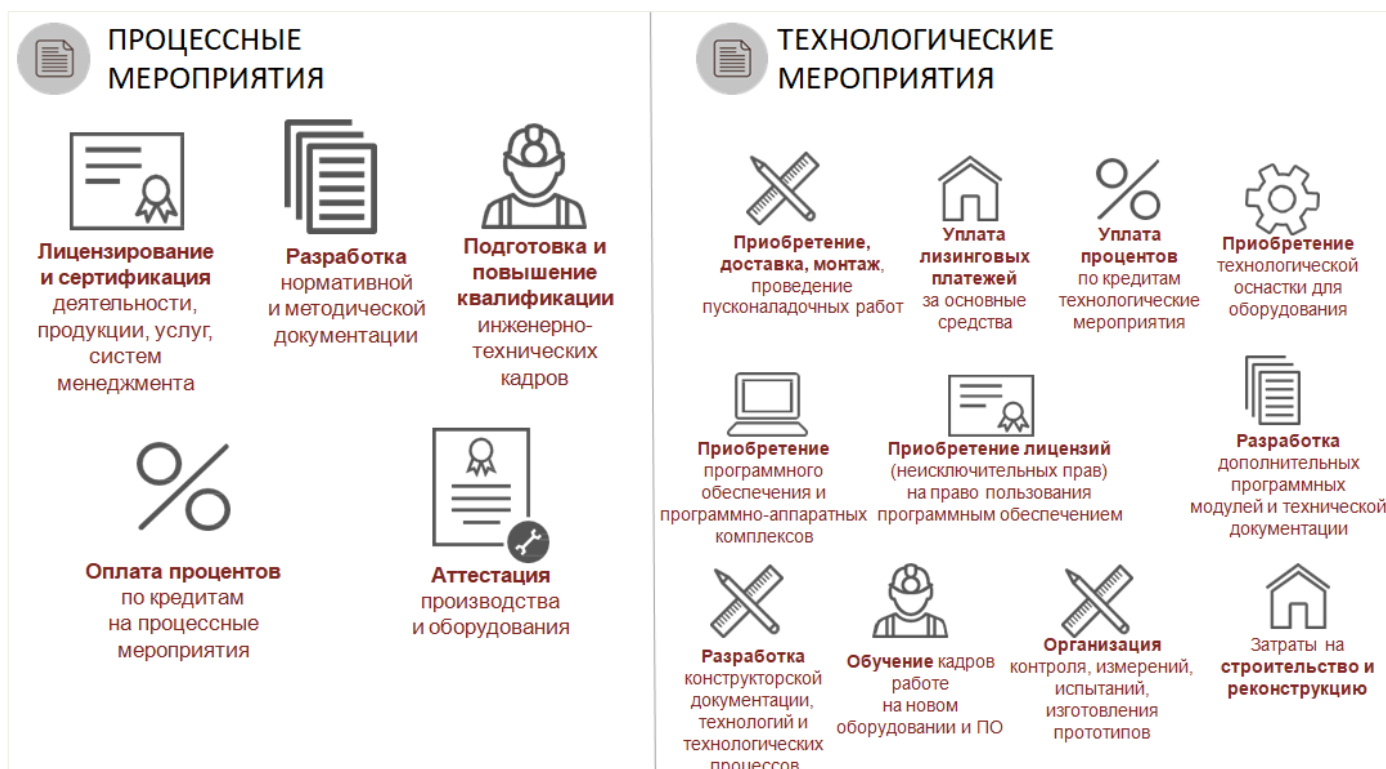 ПРОЦЕССНЫЕ
МЕРОПРИЯТИЯ
Лицензирование
и сертификация
деятельности,
продукции, услуг,
систем
менеджмента
Разработка
нормативной
и методической
документации
Подготовка и
повышение
квалификации
инженерно-
технических
кадров
Оплата процентов
по кредитам
на процессные
мероприятия
Аттестация
производства
и оборудования
ТЕХНОЛОГИЧЕСКИЕ
МЕРОПРИЯТИЯ
Приобретение,
доставка, монтаж,
проведение
пусконаладочных работ
Уплата
лизинговых
платежей
за основные
средства
Уплата
процентов
по кредитам
технологические
мероприятия
Приобретение
технологической
оснастки для
оборудования
Приобретение
программного
обеспечения и
программно-аппаратных
комплексов
Приобретение лицензий
(неисключительных прав)
на право пользования
программным обеспечением
Разработка
дополнительных
программных
модулей и технической
документации
Разработка
конструкторской
документации,
технологий и
технологических
процессов
Обучение кадров
работе
на новом
оборудовании и ПО
Организация
контроля, измерений,
испытаний,
изготовления
прототипов
Затраты на
строительство и
реконструкцию